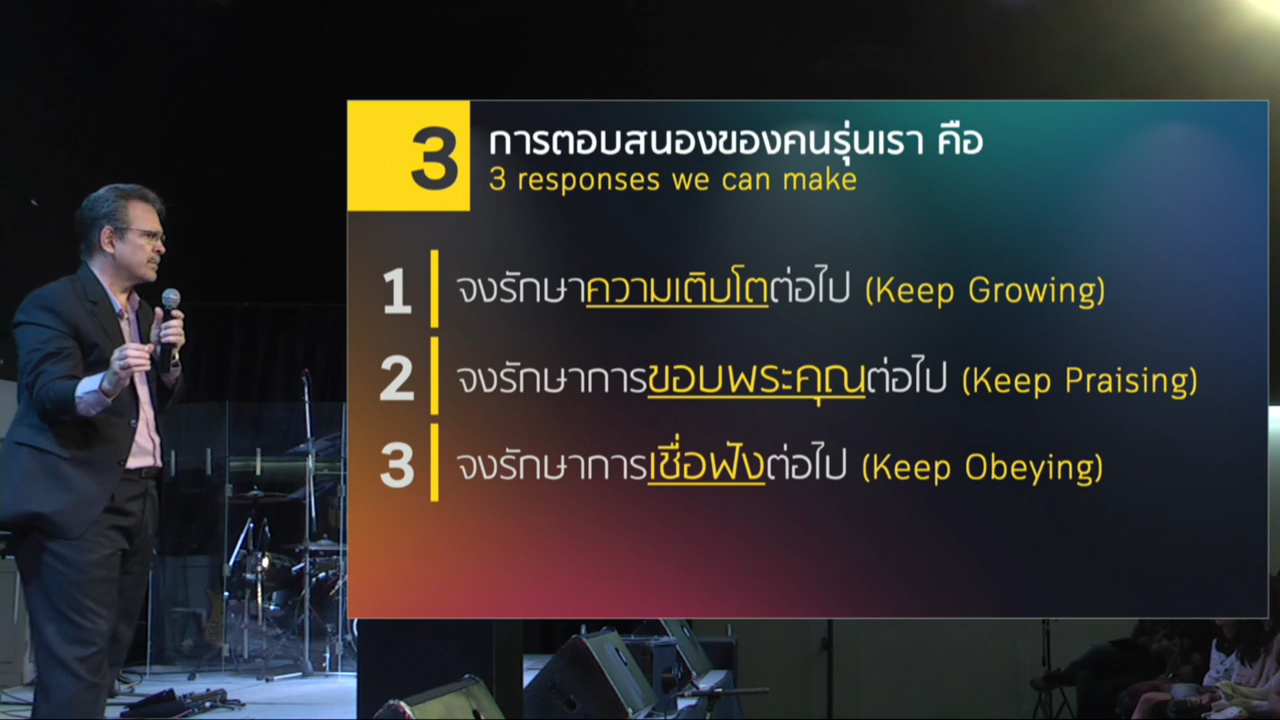 3
การตอบสนองของคนรุ่นเรา คือ
3 responses we can make
1 จงรักษาความเติบโตต่อไป (Keep Growing)
2 จงรักษาการขอบพระคุณต่อไป (Keep Praising)
3 จงรักษาการเชื่อฟังต่อไป (Keep Obeying)